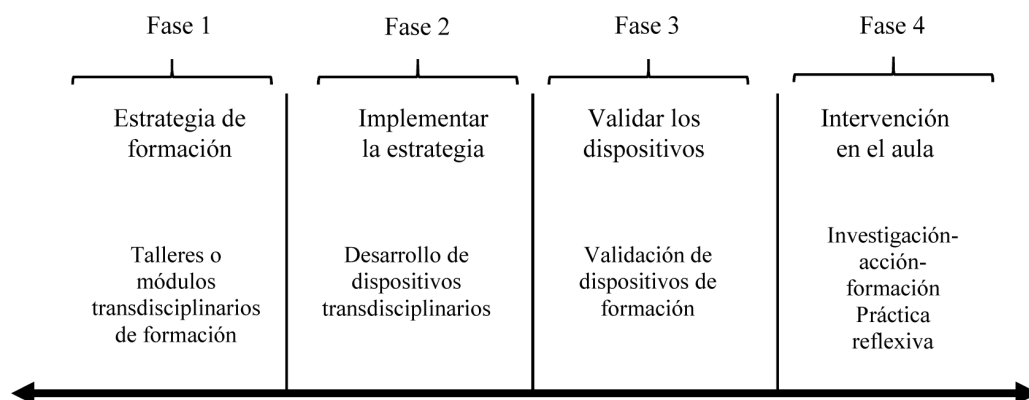 Fase 1
Estrategia de
formación
Talleres o
módulos
transdisciplinarios
de formación
Fase 2
Implementar
la estrategia
Desarrollo de
dispositivos
transdisciplinarios
Fase 3
Validar los
dispositivos
Validación de
dispositivos de
formación
Fase 4
Intervención
en el aula
Investigación-
acción-
formación
Práctica
reflexiva